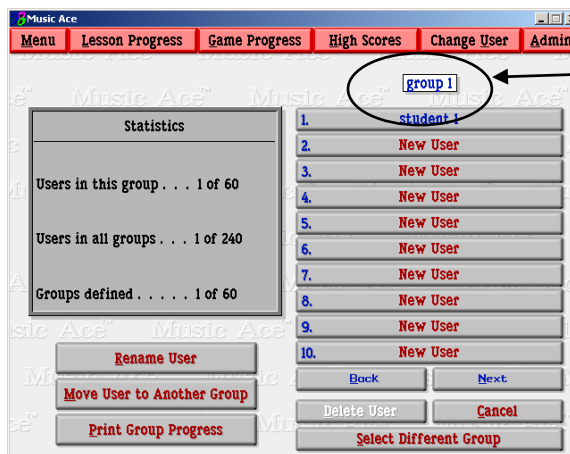 Music Ace
Menu Lesson Progress Game Progress High Scores Change User Admin
group 1
Statistics
Users in this group . . . 1 of 60
Users in all groups . . . 1 of 240
Groups defined . . . . . 1 of 60
1. student 1
2. New User
3. New User
4. New User
5. New User
6. New User
7. New User
8. New User
9. New User
10. New User
Back Next
Rename User
Move User to Another Group
Print Group Progress
Delete User Cancel
Select Different Group